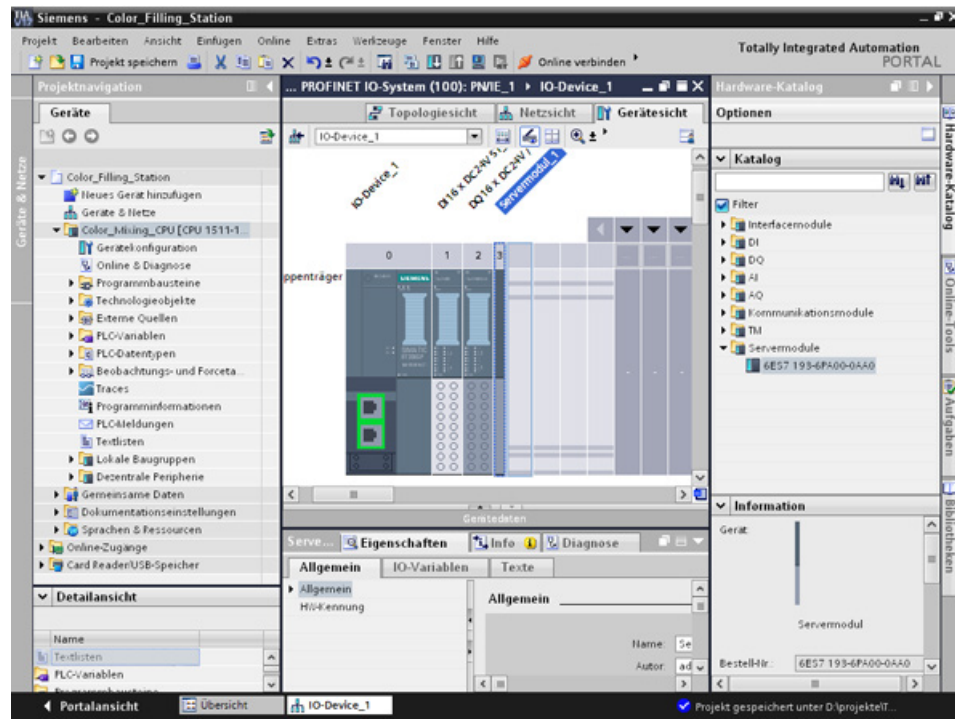 Siemens - Color_Filling_Station
Projekt Bearbeiten Ansicht Einfügen Online Extras Werkzeuge Fenster Hilfe
Projekt speichern
Online verbinden
Totally Integrated Automation
PORTAL
Projektnavigation
Geräte
Geräte & Netze
Color_Filling_Station
Neues Gerät hinzufügen
Geräte & Netze
Color_Mixing_CPU [CPU 1511-1...
Gerätekonfiguration
Online & Diagnose
Programmbausteine
Technologieobjekte
Externe Quellen
PLC-Variablen
PLC-Datentypen
Beobachtungs- und Forceta...
Traces
Programminformationen
PLC-Meldungen
Textlisten
Lokale Baugruppen
Dezentrale Peripherie
Gemeinsame Daten
Dokumentationseinstellungen
Sprachen & Ressourcen
Online-Zugänge
Card Reader/USB-Speicher
Detailansicht
Name
Textlisten
PLC-Variablen
... PROFINET IO-System (100): PN/IE_1 IO-Device_1
Topologiesicht Netzsicht Gerätesicht
IO-Device_1
IO-Device_1
DI16 x DC24V
DQ16 x DC24V
Servermodul_1
0 1 2 3
ppenträger
SIEMENS
Serve... Eigenschaften Info Diagnose
Allgemein IO-Variablen Texte
Allgemein
HW-Kennung
Allgemein
Name: Se
Autor: ad
Hardware-Katalog
Optionen
Katalog
Filter
Interfacemodule
DI
DQ
AI
AQ
Kommunikationsmodule
TM
Servermodule
6ES7 193-6PA00-0AA0
Information
Gerät:
Servermodul
Bestell-Nr.: 6ES7 193-6PA00-0AA0
Hardware-Katalog
Online-Tools
Aufgaben
Bibliotheken
Portalansicht Übersicht IO-Device_1
Projekt gespeichert unter D:\projekte\T...